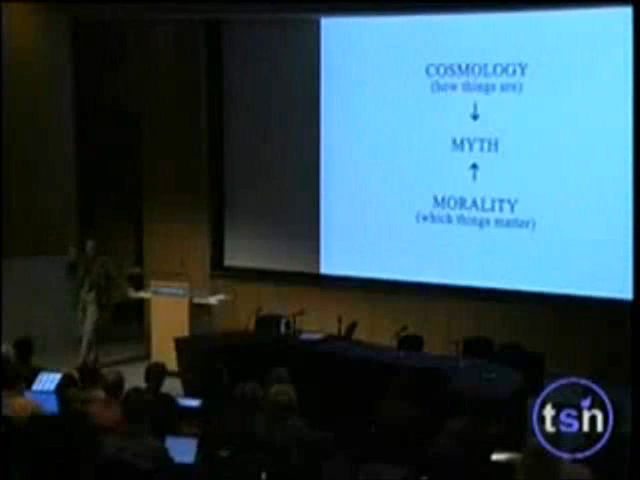 COSMOLOGY
(how things are)
↓
MYTH
↑
MORALITY
(which things matter)
tsn